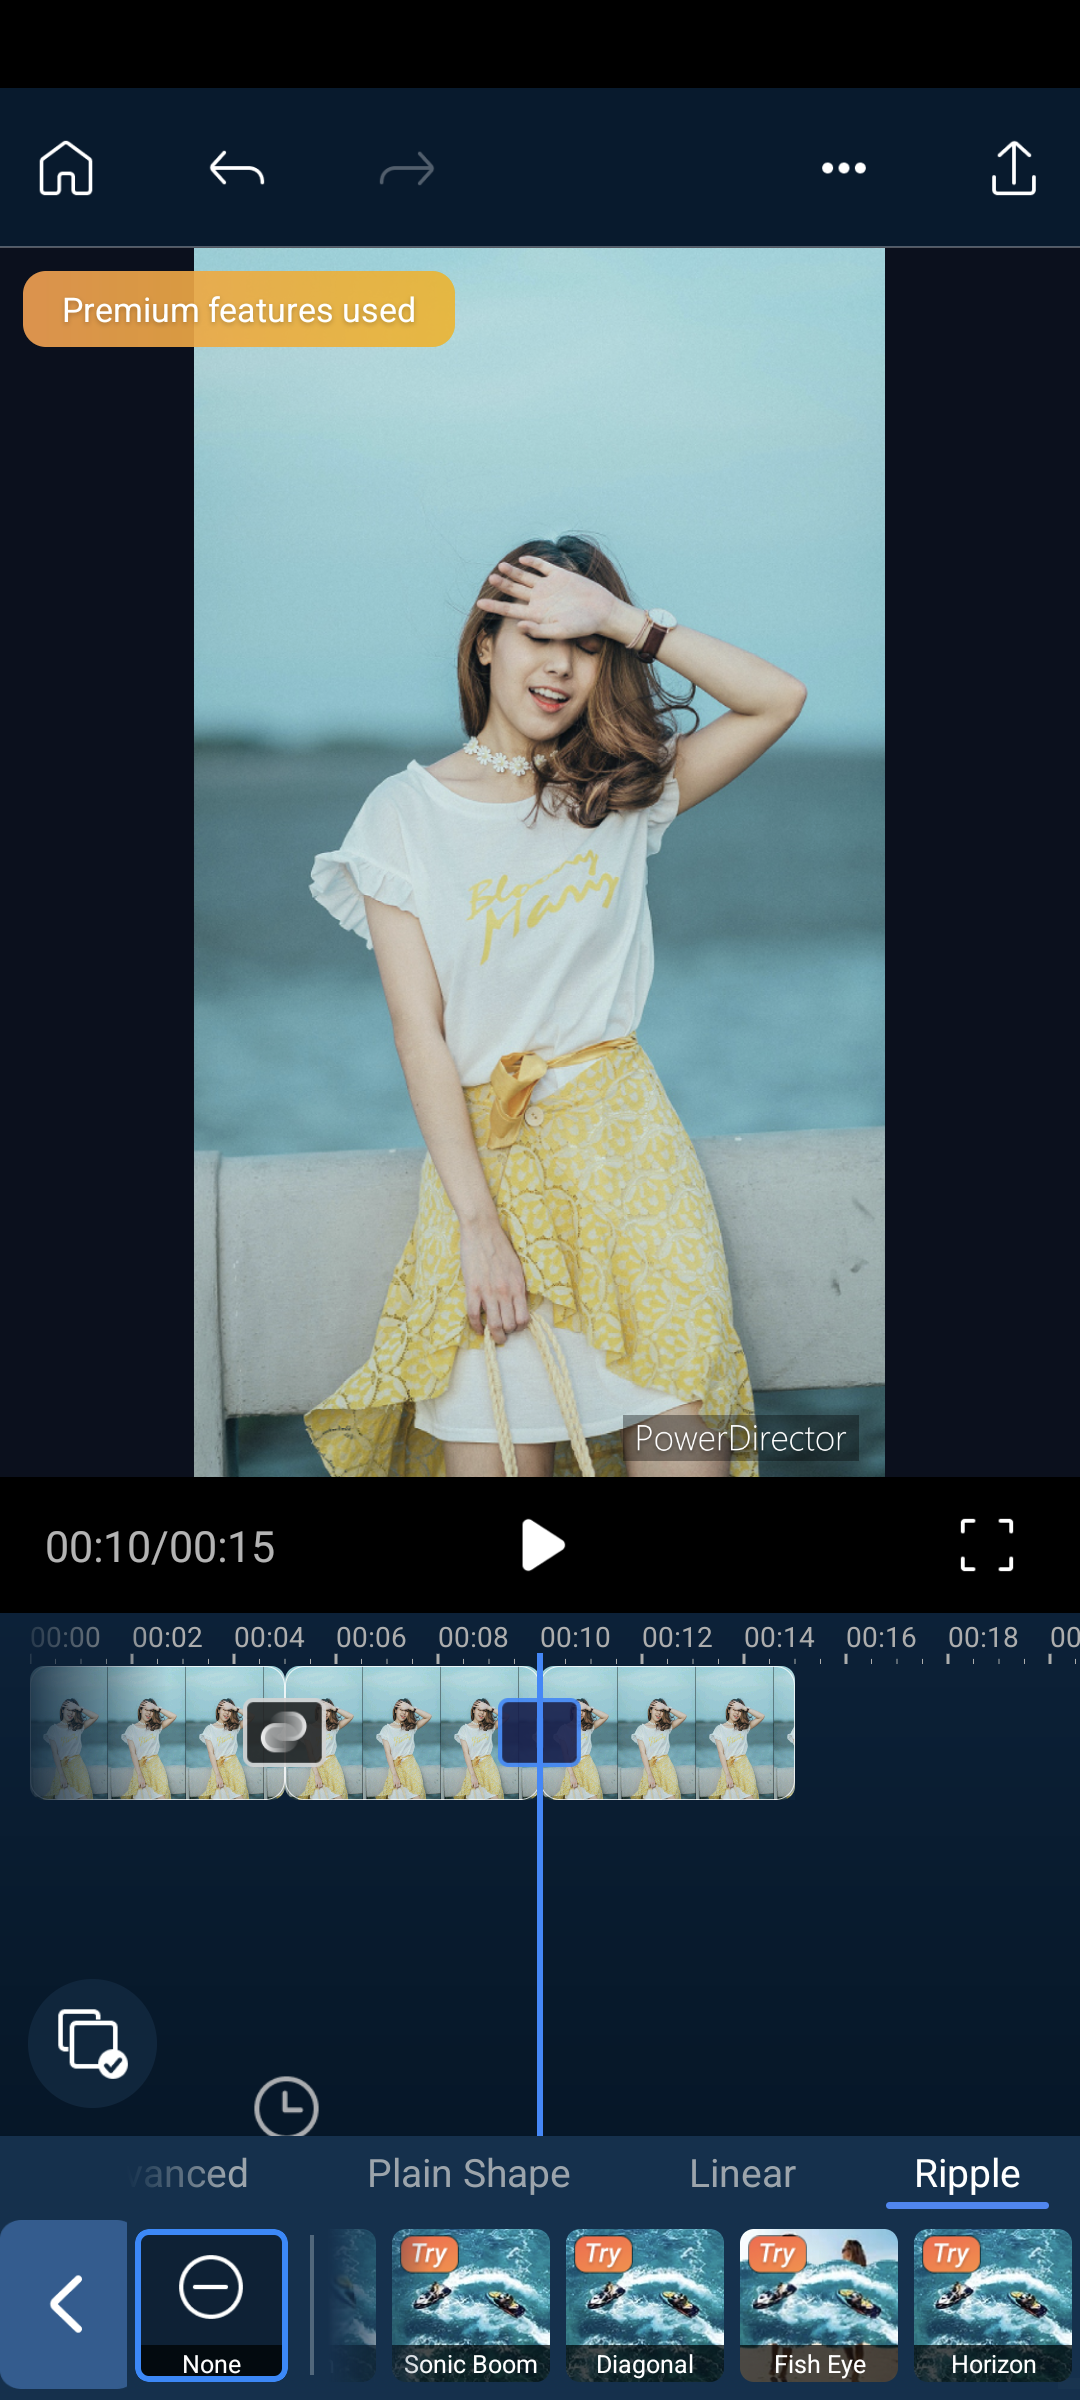 Premium features used
Bloomy
Mary
PowerDirector
00:10/00:15
00:00 00:02 00:04 00:06 00:08 00:10 00:12 00:14 00:16 00:18 00
vanced Plain Shape Linear Ripple
Try Try Try Try
None Sonic Boom Diagonal Fish Eye Horizon